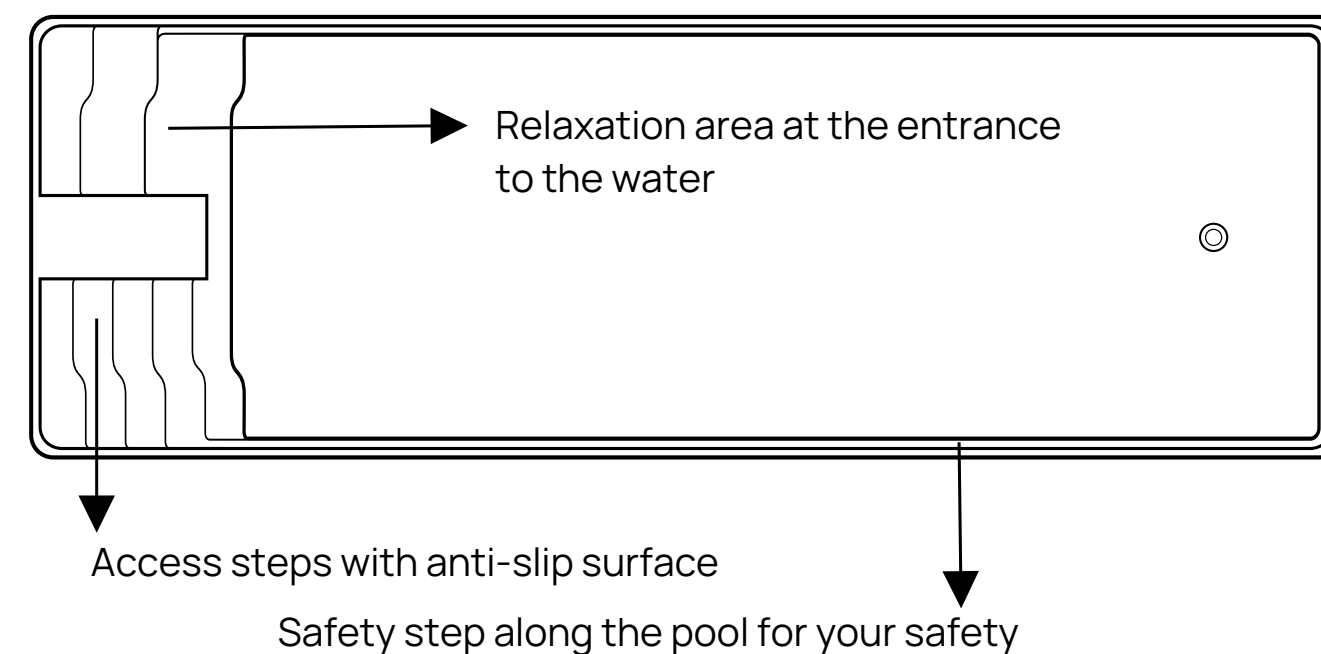 Relaxation area at the entrance
to the water
Access steps with anti-slip surface
Safety step along the pool for your safety